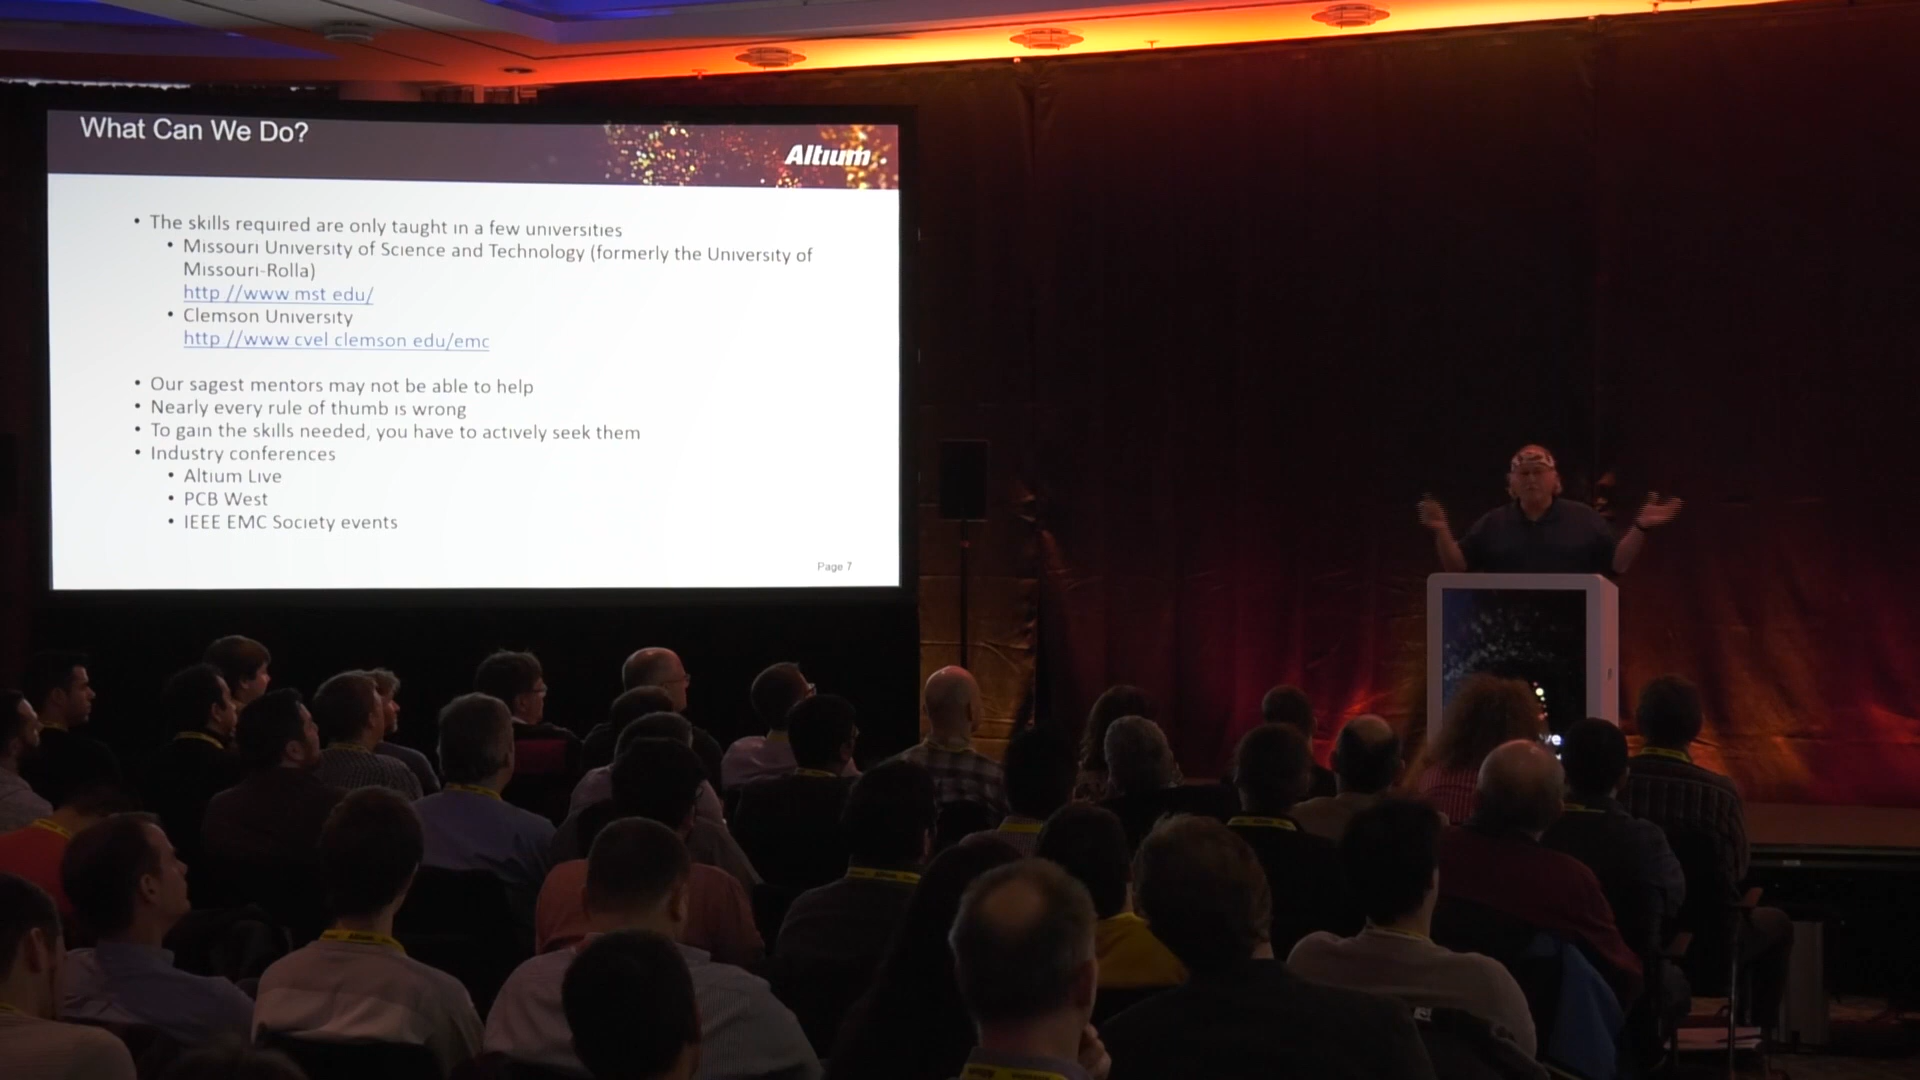 What Can We Do?
Altium.
• The skills required are only taught in a few universities
• Missouri University of Science and Technology (formerly the University of
Missouri-Rolla)
http //www mst edu/
• Clemson University
http //www cvel clemson edu/emc
• Our sagest mentors may not be able to help
• Nearly every rule of thumb is wrong
• To gain the skills needed, you have to actively seek them
• Industry conferences
• Altium Live
• PCB West
• IEEE EMC Society events
Page 7